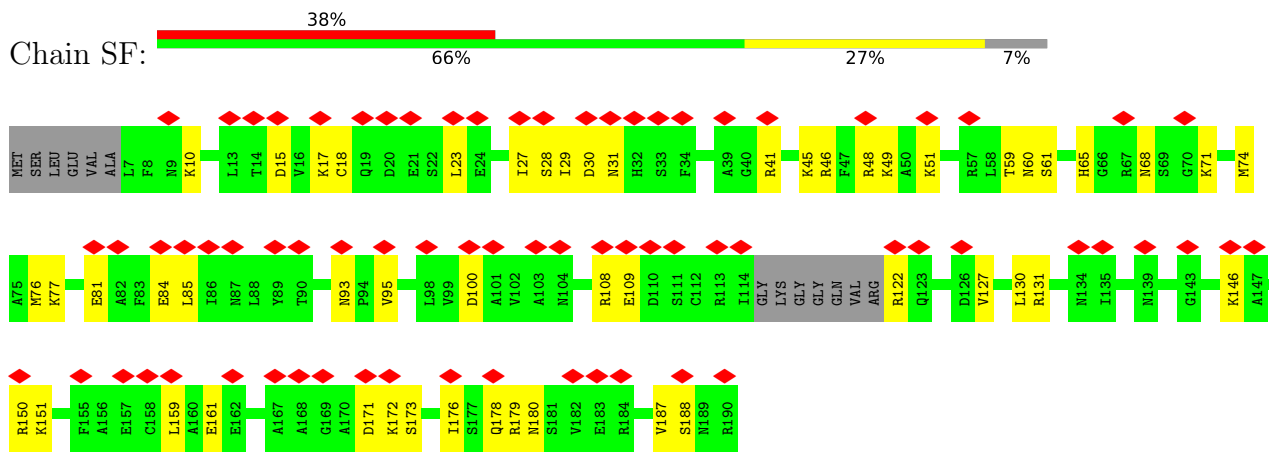 38%
Chain SF:
66% 27% 7%
MET SER LEU GLU VAL ALA L7 F8 N9 K10 L13 T14 D15 V16 K17 C18 Q19 D20 E21 S22 L23 E24 I27 S28 I29 D30 N31 H32 S33 F34 A39 G40 R41 K45 R46 F47 R48 K49 A50 K51 R57 L58 T59 N60 S61 H65 G66 R67 N68 S69 G70 K71 M74
A75 M76 K77 E81 A82 F83 E84 L85 I86 N87 L88 Y89 T90 N93 P94 V95 L98 V99 D100 A101 V102 A103 N104 R108 E109 D110 S111 C112 R113 I114 GLY LYS GLY GLY GLN VAL ARG R122 Q123 D126 V127 L130 R131 N134 I135 N139 G143 K146 A147
R150 K151 F155 A156 E157 C158 L159 A160 E161 E162 A167 A168 G169 A170 D171 K172 S173 I176 S177 Q178 R179 N180 S181 V182 E183 R184 V187 S188 N189 R190